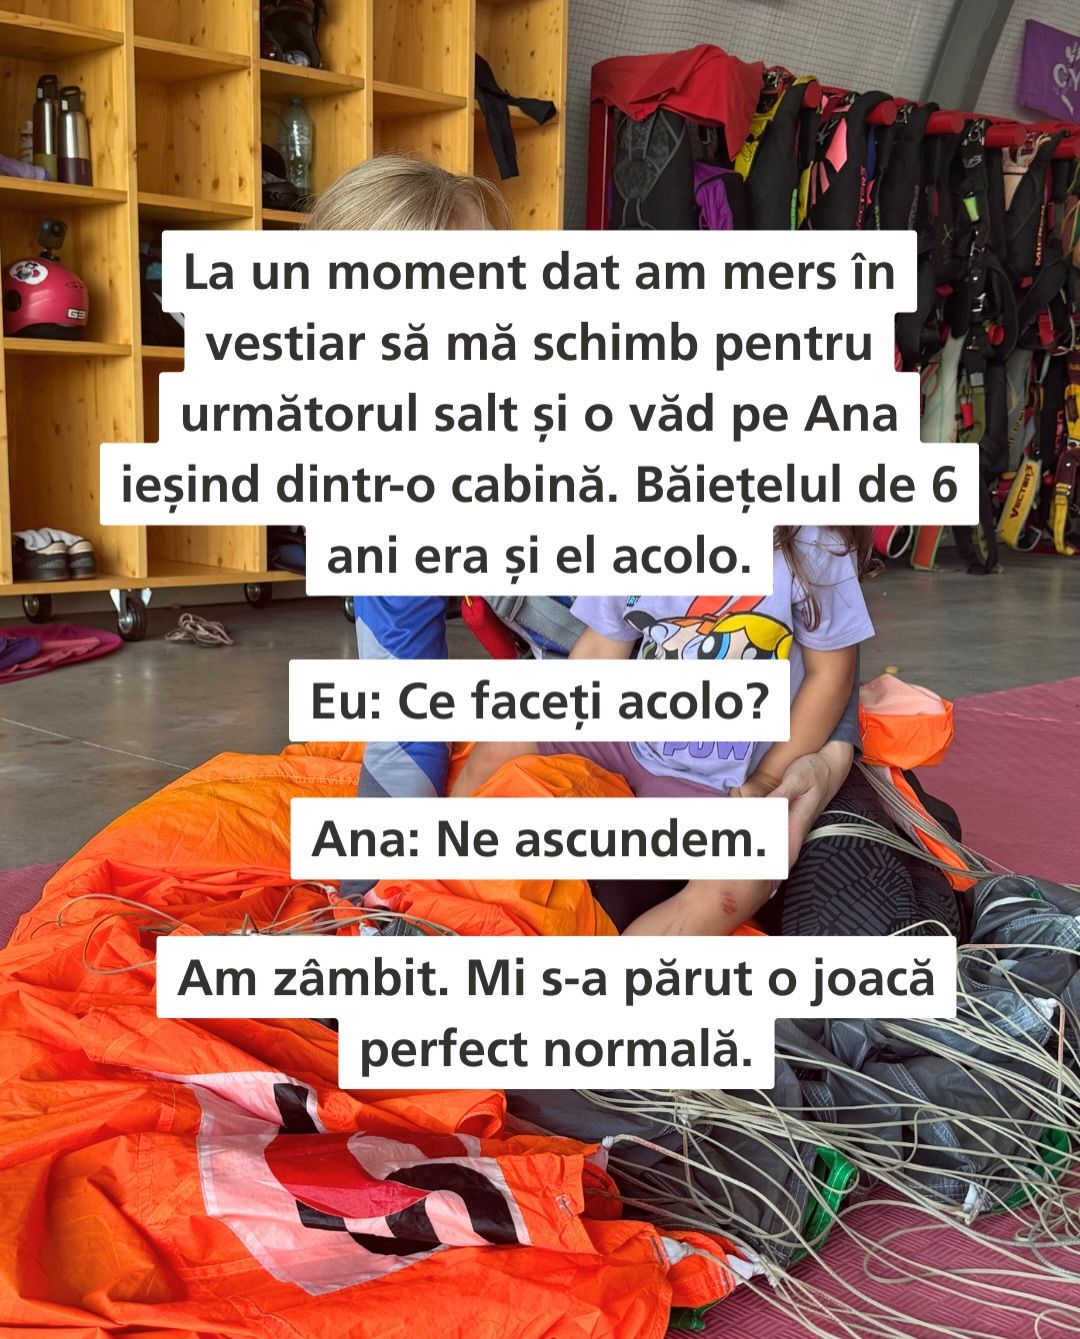 La un moment dat am mers în
vestiar să mă schimb pentru
următorul salt și o văd pe Ana
ieșind dintr-o cabină. Băiețelul de 6
ani era și el acolo.
Eu: Ce faceți acolo?
Ana: Ne ascundem.
Am zâmbit. Mi s-a părut o joacă
perfect normală.
POW
VECTOR